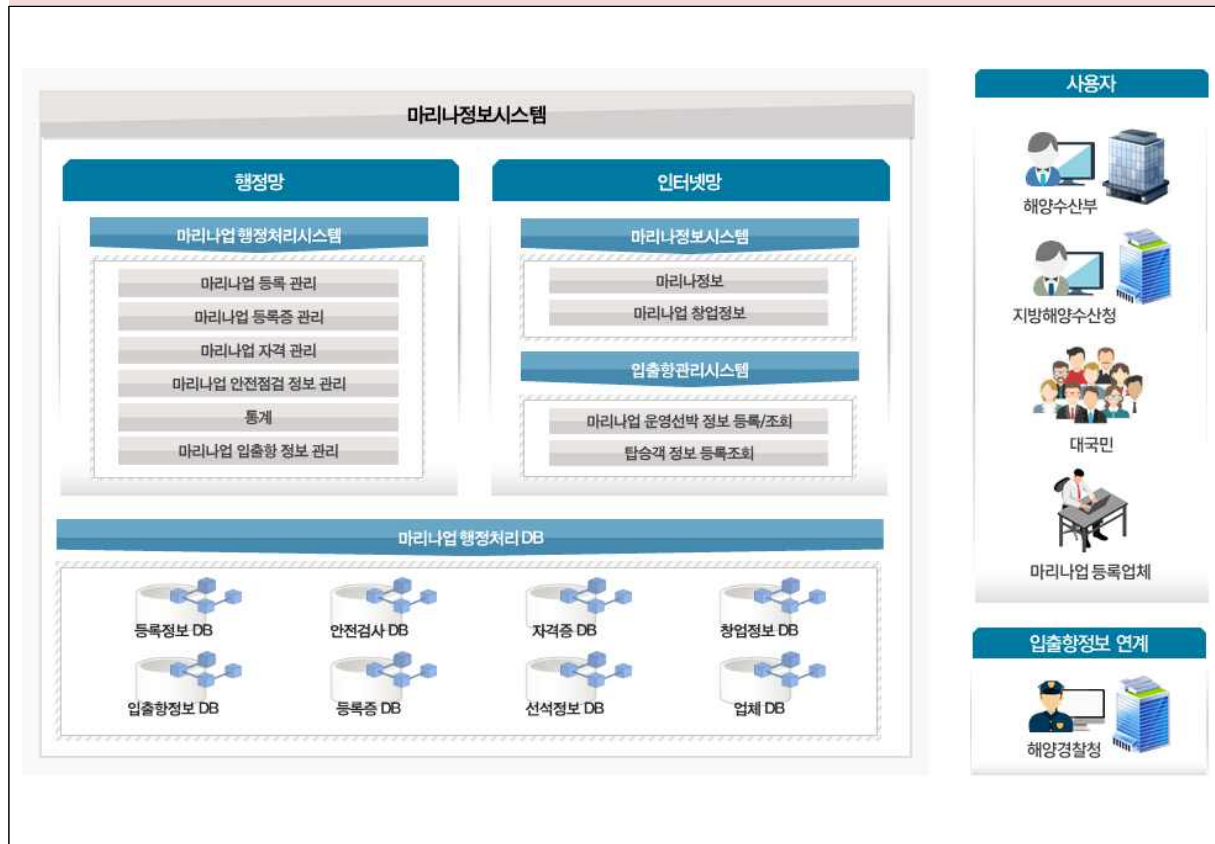 마리나정보시스템
행정망
마리나업 행정처리시스템
마리나업 등록 관리
마리나업 등록증 관리
마리나업 자격 관리
마리나업 안전점검 정보 관리
통계
마리나업 입출항 정보 관리
인터넷망
마리나정보시스템
마리나정보
마리나업 창업정보
입출항관리시스템
마리나업 운영선박 정보 등록/조회
탑승객 정보 등록조회
마리나업 행정처리 DB
등록정보 DB
안전검사 DB
자격증 DB
창업정보 DB
입출항정보 DB
등록증 DB
선석정보 DB
업체 DB
사용자
해양수산부
지방해양수산청
대국민
마리나업 등록업체
입출항정보 연계
해양경찰청